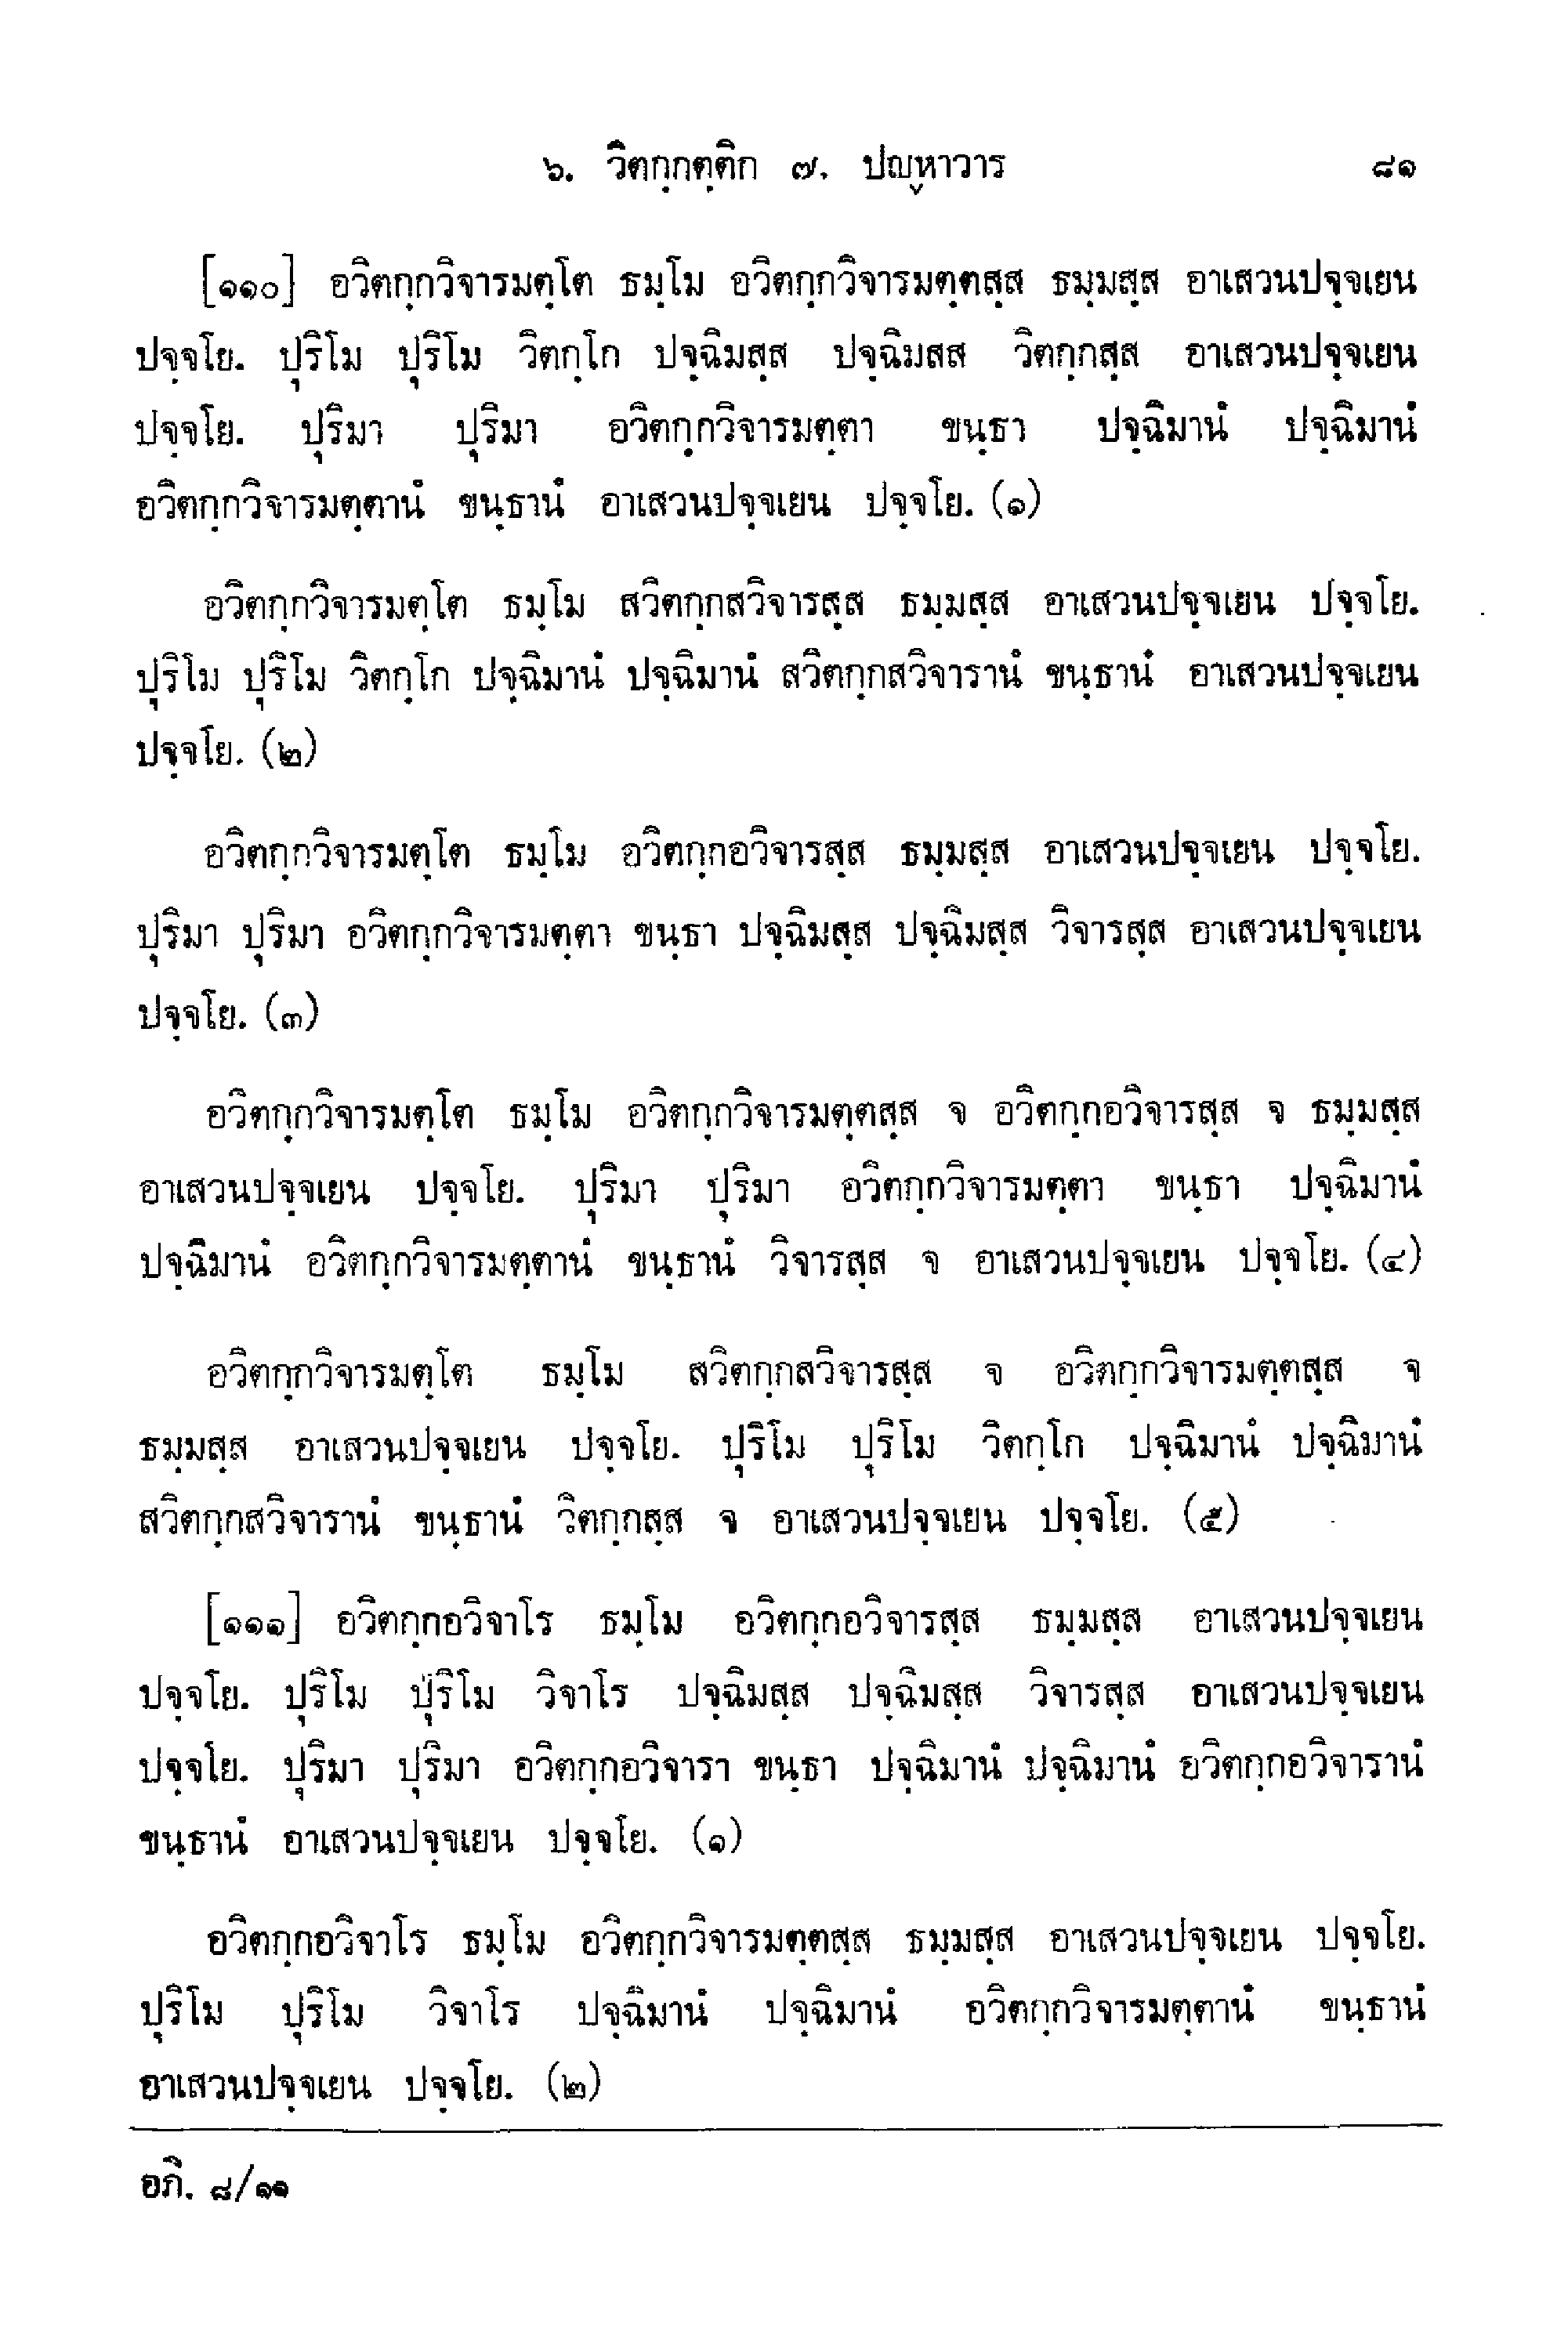 ๖. วิตกฺกตฺติก ๗. ปญฺหาวาร ๘๑
[๑๑๐] อวิตกฺกวิจารมตฺโต ธมฺโม อวิตกฺกวิจารมตฺตสฺส ธมฺมสฺส อาเสวนปจฺจเยน
ปจฺจโย. ปุริโม ปุริโม วิตกฺโก ปจฺฉิมสฺส ปจฺฉิมสฺส วิตกฺกสฺส อาเสวนปจฺจเยน
ปจฺจโย. ปุริมา ปุริมา อวิตกฺกวิจารมตฺตา ขนฺธา ปจฺฉิมานํ ปจฺฉิมานํ
อวิตกฺกวิจารมตฺตานํ ขนฺธานํ อาเสวนปจฺจเยน ปจฺจโย. (๑)
อวิตกฺกวิจารมตฺโต ธมฺโม สวิตกฺกสวิจารสฺส ธมฺมสฺส อาเสวนปจฺจเยน ปจฺจโย.
ปุริโม ปุริโม วิตกฺโก ปจฺฉิมานํ ปจฺฉิมานํ สวิตกฺกสวิจารานํ ขนฺธานํ อาเสวนปจฺจเยน
ปจฺจโย. (๒)
อวิตกฺกวิจารมตฺโต ธมฺโม อวิตกฺกอวิจารสฺส ธมฺมสฺส อาเสวนปจฺจเยน ปจฺจโย.
ปุริมา ปุริมา อวิตกฺกวิจารมตฺตา ขนฺธา ปจฺฉิมสฺส ปจฺฉิมสฺส วิจารสฺส อาเสวนปจฺจเยน
ปจฺจโย. (๓)
อวิตกฺกวิจารมตฺโต ธมฺโม อวิตกฺกวิจารมตฺตสฺส จ อวิตกฺกอวิจารสฺส จ ธมฺมสฺส
อาเสวนปจฺจเยน ปจฺจโย. ปุริมา ปุริมา อวิตกฺกวิจารมตฺตา ขนฺธา ปจฺฉิมานํ
ปจฺฉิมานํ อวิตกฺกวิจารมตฺตานํ ขนฺธานํ วิจารสฺส จ อาเสวนปจฺจเยน ปจฺจโย. (๔)
อวิตกฺกวิจารมตฺโต ธมฺโม สวิตกฺกสวิจารสฺส จ อวิตกฺกวิจารมตฺตสฺส จ
ธมฺมสฺส อาเสวนปจฺจเยน ปจฺจโย. ปุริโม ปุริโม วิตกฺโก ปจฺฉิมานํ ปจฺฉิมานํ
สวิตกฺกสวิจารานํ ขนฺธานํ วิตกฺกสฺส จ อาเสวนปจฺจเยน ปจฺจโย. (๕)
[๑๑๑] อวิตกฺกอวิจาโร ธมฺโม อวิตกฺกอวิจารสฺส ธมฺมสฺส อาเสวนปจฺจเยน
ปจฺจโย. ปุริโม ปุริโม วิจาโร ปจฺฉิมสฺส ปจฺฉิมสฺส วิจารสฺส อาเสวนปจฺจเยน
ปจฺจโย. ปุริมา ปุริมา อวิตกฺกอวิจารา ขนฺธา ปจฺฉิมานํ ปจฺฉิมานํ อวิตกฺกอวิจารานํ
ขนฺธานํ อาเสวนปจฺจเยน ปจฺจโย. (๑)
อวิตกฺกอวิจาโร ธมฺโม อวิตกฺกวิจารมตฺตสฺส ธมฺมสฺส อาเสวนปจฺจเยน ปจฺจโย.
ปุริโม ปุริโม วิจาโร ปจฺฉิมานํ ปจฺฉิมานํ อวิตกฺกวิจารมตฺตานํ ขนฺธานํ
อาเสวนปจฺจเยน ปจฺจโย. (๒)
อภิ. ๘/๑๑